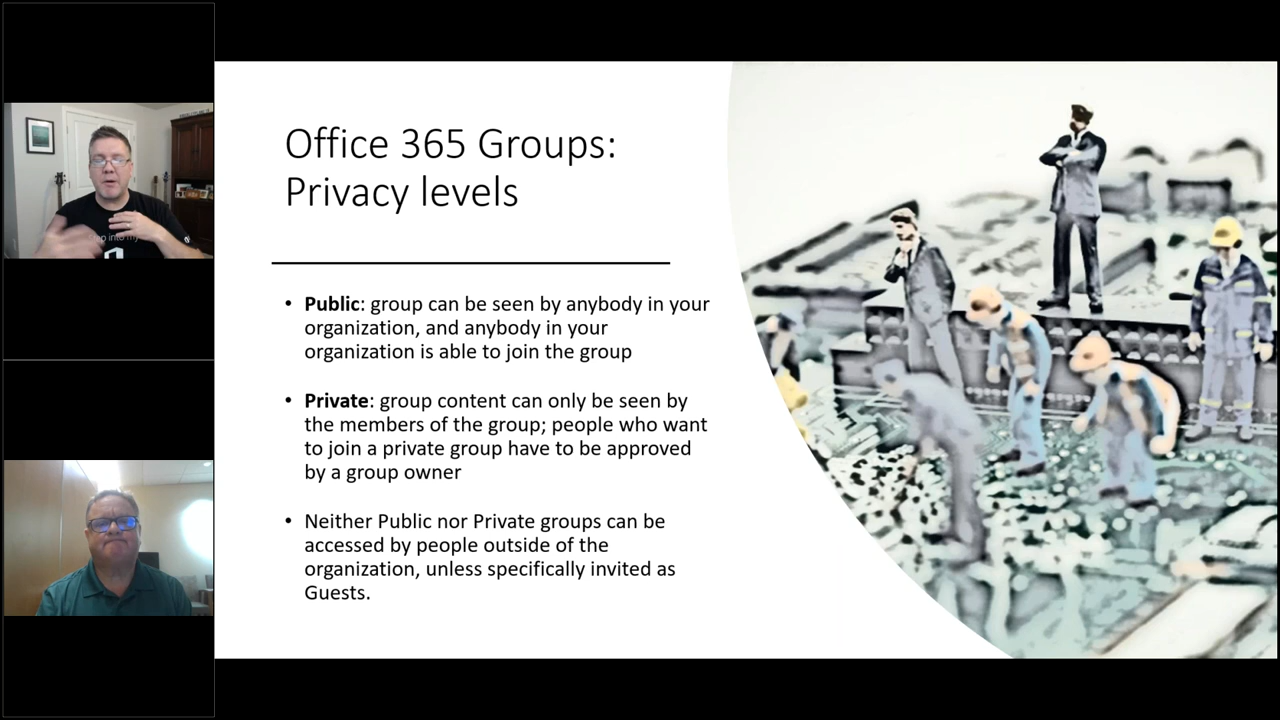 Office 365 Groups:
Privacy levels
• Public: group can be seen by anybody in your
organization, and anybody in your
organization is able to join the group
• Private: group content can only be seen by
the members of the group; people who want
to join a private group have to be approved
by a group owner
• Neither Public nor Private groups can be
accessed by people outside of the
organization, unless specifically invited as
Guests.